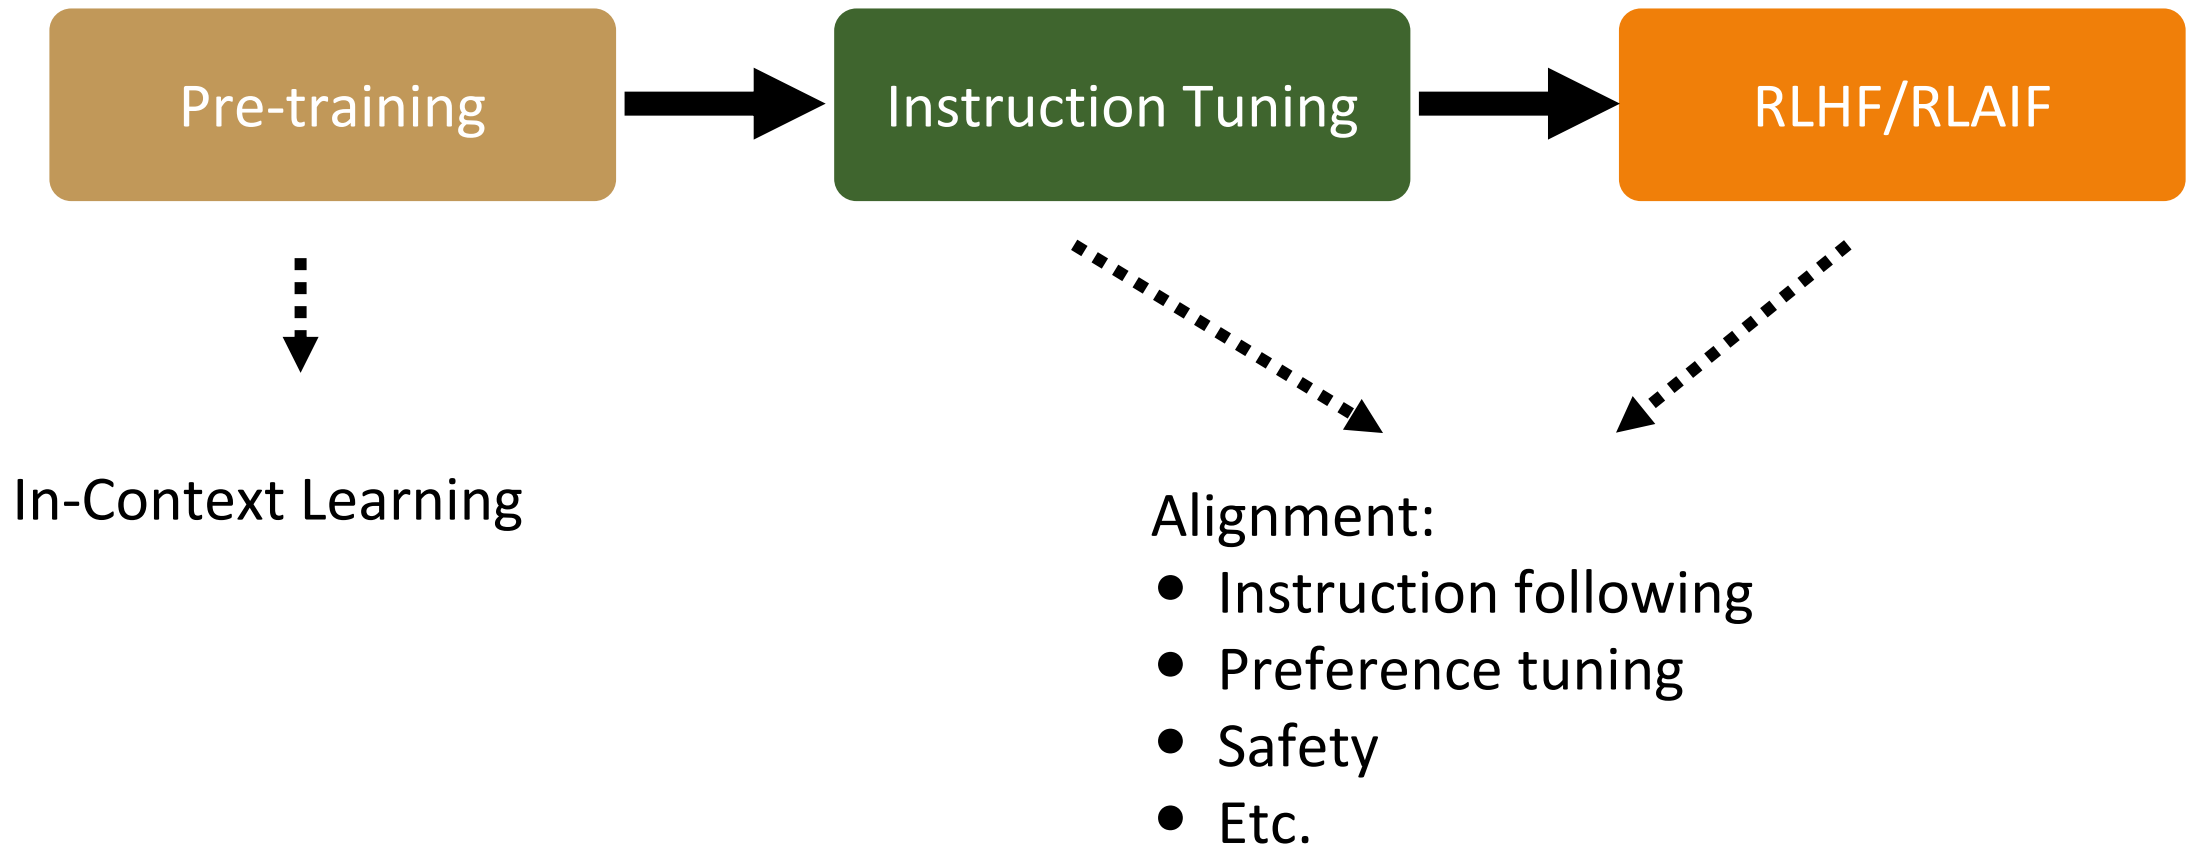 Pre-training
Instruction Tuning
RLHF/RLAIF
In-Context Learning
Alignment:
• Instruction following
• Preference tuning
• Safety
• Etc.